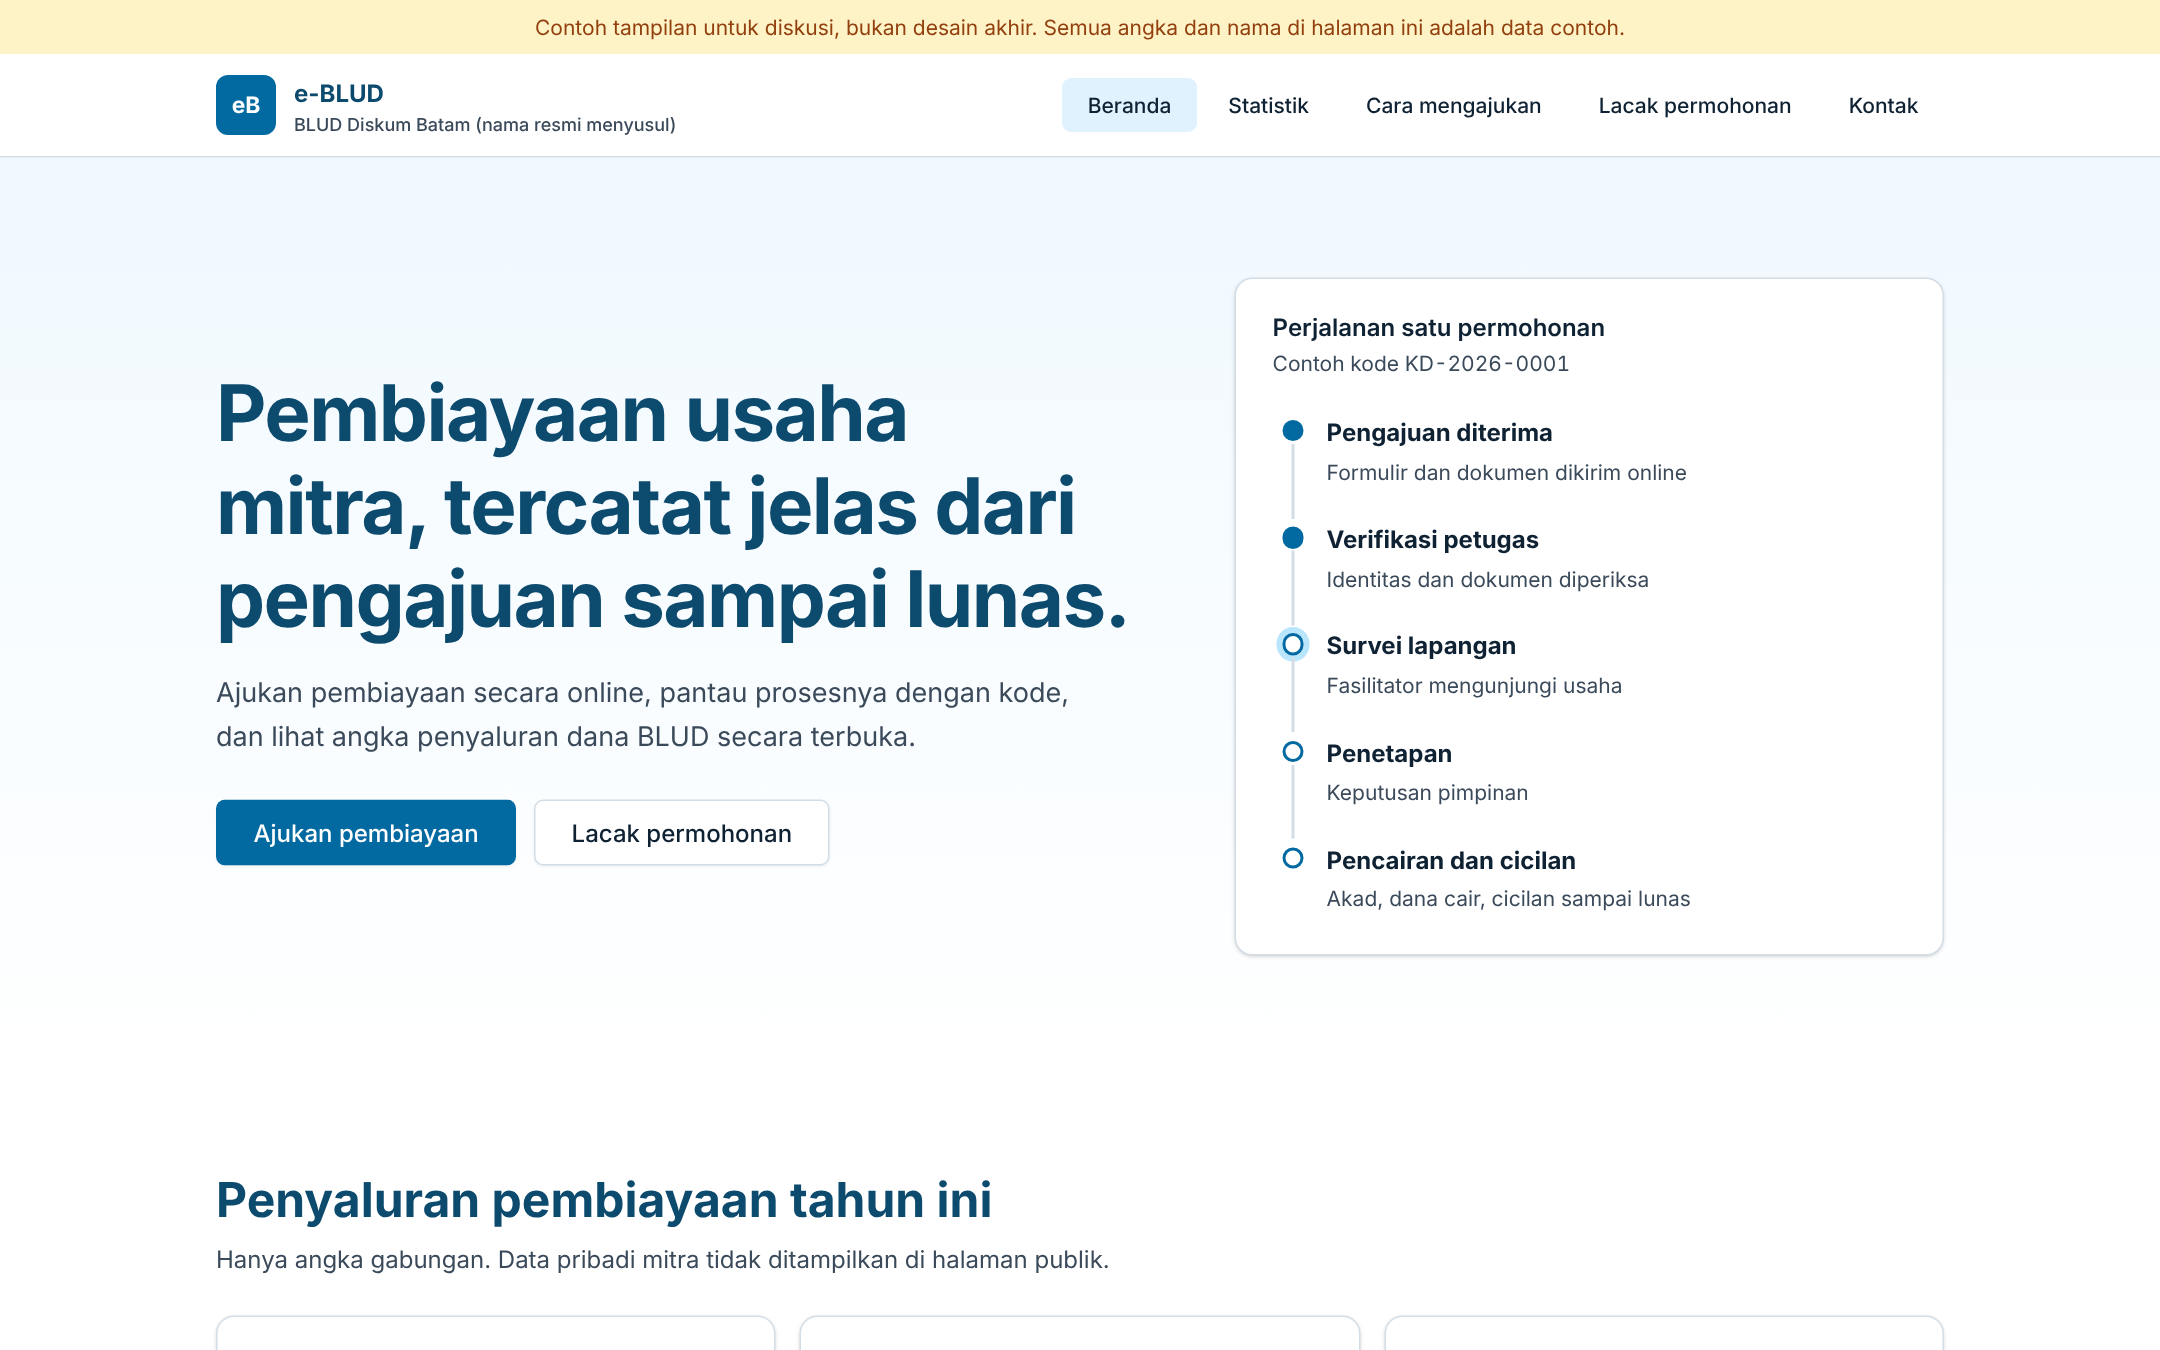 Contoh tampilan untuk diskusi, bukan desain akhir. Semua angka dan nama di halaman ini adalah data contoh.
eB
e-BLUD
BLUD Diskum Batam (nama resmi menyusul)
Beranda
Statistik
Cara mengajukan
Lacak permohonan
Kontak
Pembiayaan usaha
mitra, tercatat jelas dari
pengajuan sampai lunas.
Ajukan pembiayaan secara online, pantau prosesnya dengan kode,
dan lihat angka penyaluran dana BLUD secara terbuka.
Ajukan pembiayaan
Lacak permohonan
Perjalanan satu permohonan
Contoh kode KD-2026-0001
Pengajuan diterima
Formulir dan dokumen dikirim online
Verifikasi petugas
Identitas dan dokumen diperiksa
Survei lapangan
Fasilitator mengunjungi usaha
Penetapan
Keputusan pimpinan
Pencairan dan cicilan
Akad, dana cair, cicilan sampai lunas
Penyaluran pembiayaan tahun ini
Hanya angka gabungan. Data pribadi mitra tidak ditampilkan di halaman publik.